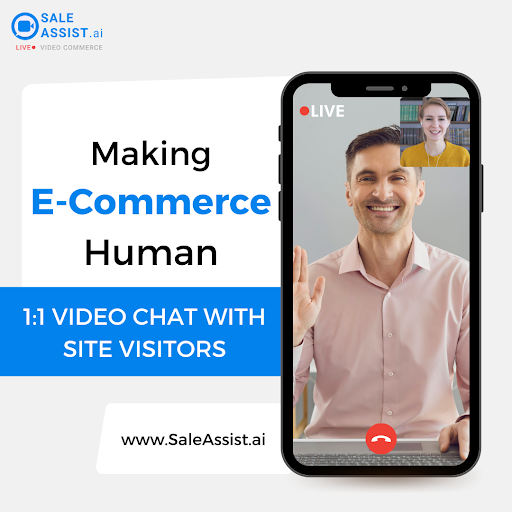 SALE
ASSIST.ai
LIVE VIDEO COMMERCE
LIVE
Making
E-Commerce
Human
1:1 VIDEO CHAT WITH
SITE VISITORS
www.SaleAssist.ai